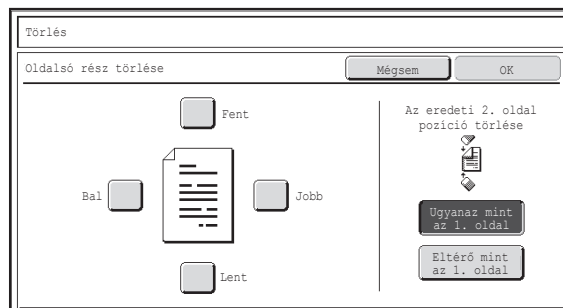 Törlés
Oldalsó rész törlése
Mégsem
OK
Fent
Bal
Jobb
Lent
Az eredeti 2. oldal
pozíció törlése
Ugyanaz mint
az 1. oldal
Eltérő mint
az 1. oldal